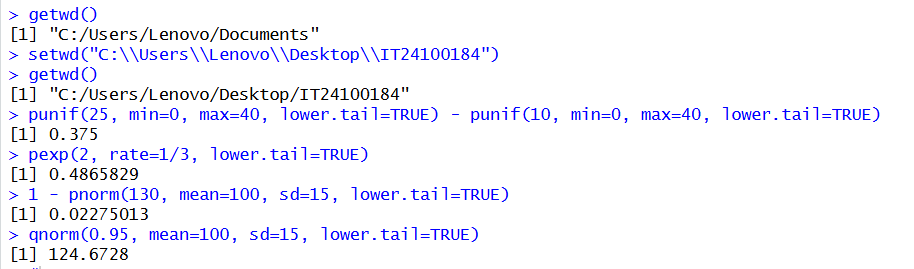 > getwd()
[1] "C:/Users/Lenovo/Documents"
> setwd("C:\\Users\\Lenovo\\Desktop\\IT24100184")
> getwd()
[1] "C:/Users/Lenovo/Desktop/IT24100184"
> punif(25, min=0, max=40, lower.tail=TRUE) - punif(10, min=0, max=40, lower.tail=TRUE)
[1] 0.375
> pexp(2, rate=1/3, lower.tail=TRUE)
[1] 0.4865829
> 1 - pnorm(130, mean=100, sd=15, lower.tail=TRUE)
[1] 0.02275013
> qnorm(0.95, mean=100, sd=15, lower.tail=TRUE)
[1] 124.6728